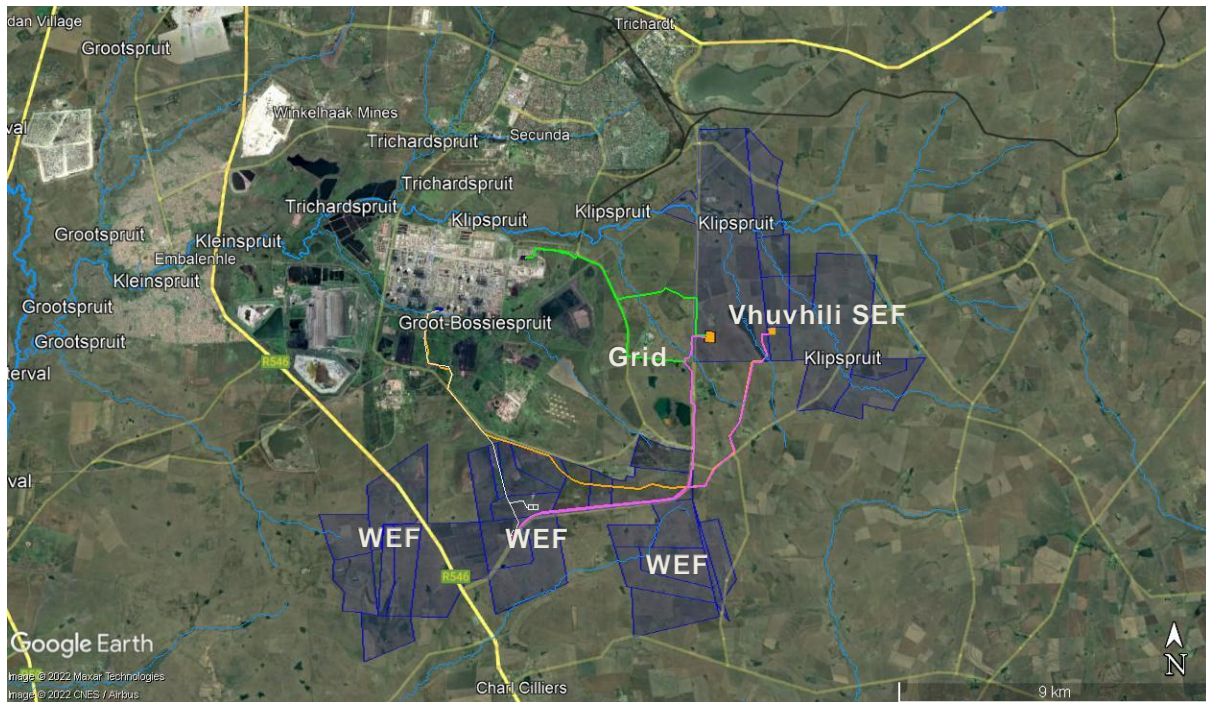 dan Village
Trichardt
Grootspruit
Winkelhaak Mines
val
Trichardspruit
Secunda
Trichardspruit
Trichardspruit
Klipspruit
Klipspruit
Klipspruit
Grootspruit
Kleinspruit
Embalenhle
Kleinspruit
Grootspruit
Groot-Bossiespruit
Vhuvhili SEF
Grootspruit
Grid
Klipspruit
R546
terval
val
WEF
WEF
WEF
R546
Google Earth
Image © 2022 Maxar Technologies
Image © 2022 CNES / Airbus
Charl Cilliers
N
9 km